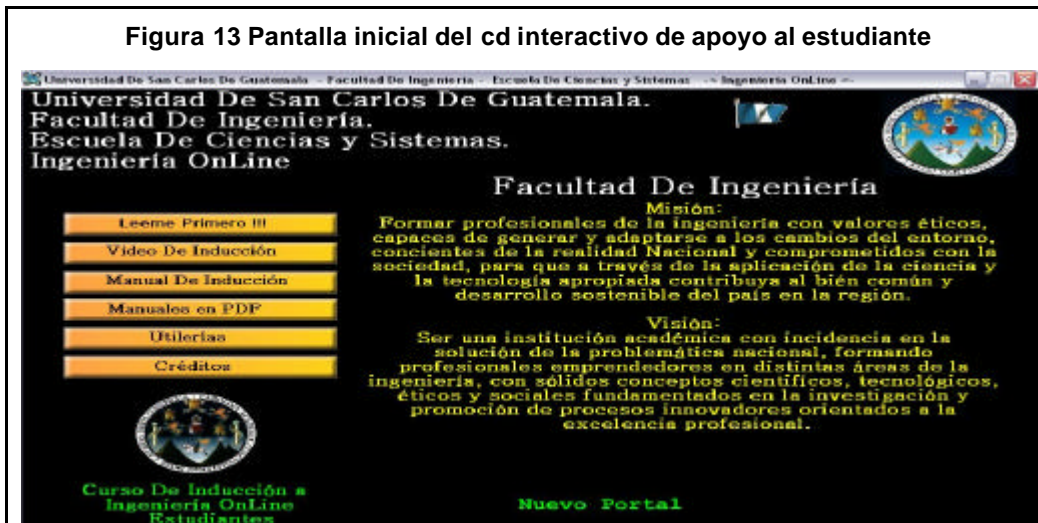 Figura 13 Pantalla inicial del cd interactivo de apoyo al estudiante
Universidad De San Carlos De Guatemala - Facultad De Ingenieria - Escuela De Ciencias y Sistemas -~ Ingenieria OnLine ~-
Universidad De San Carlos De Guatemala.
Facultad De Ingeniería.
Escuela De Ciencias y Sistemas.
Ingeniería OnLine
Facultad De Ingeniería
Leeme Primero !!!
Video De Inducción
Manual De Inducción
Manuales en PDF
Utilerias
Créditos
Misión:
Formar profesionales de la ingeniería con valores éticos,
capaces de generar y adaptarse a los cambios del entorno,
concientes de la realidad Nacional y comprometidos con la
sociedad, para que a través de la aplicación de la ciencia y
la tecnología apropiada contribuya al bién común y
desarrollo sostenible del país en la región.
Visión:
Ser una institución académica con incidencia en la
solución de la problemática nacional, formando
profesionales emprendedores en distintas áreas de la
ingeniería, con sólidos conceptos científicos, tecnológicos,
éticos y sociales fundamentados en la investigación y
promoción de procesos innovadores orientados a la
excelencia profesional.
Curso De Inducción a
Ingeniería OnLine
Estudiantes
Nuevo Portal